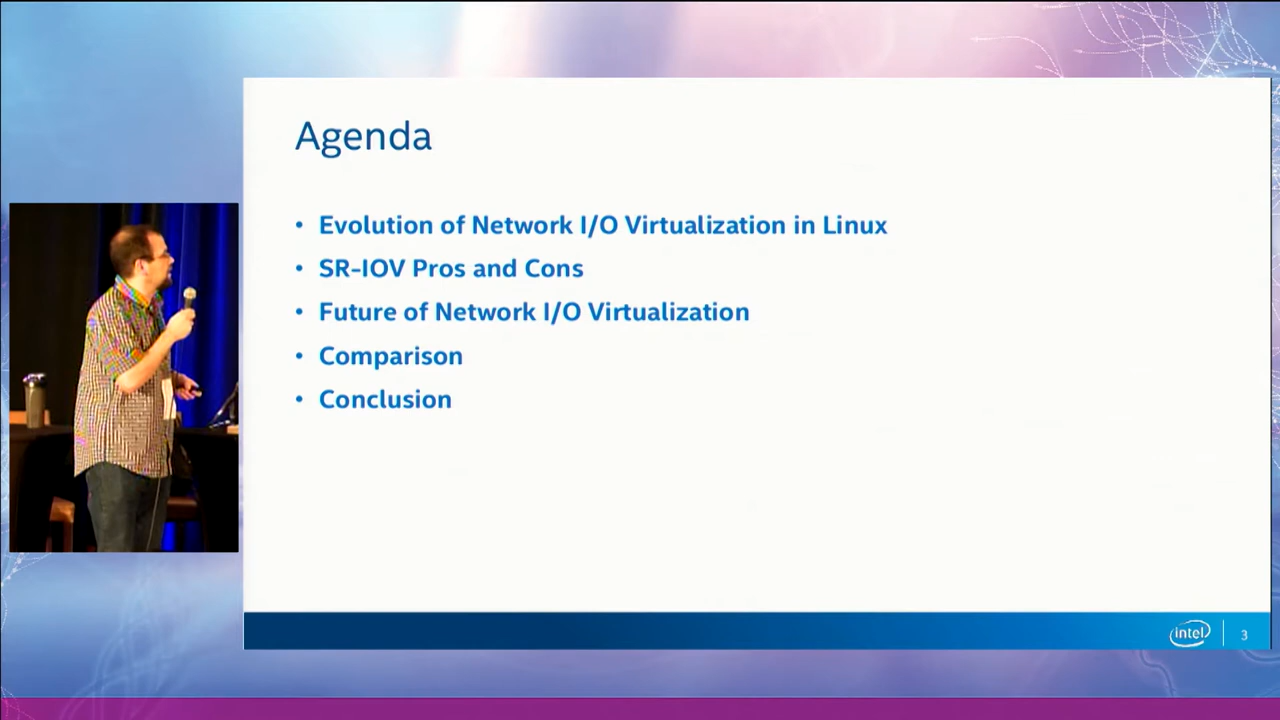 Agenda
• Evolution of Network I/O Virtualization in Linux
• SR-IOV Pros and Cons
• Future of Network I/O Virtualization
• Comparison
• Conclusion
intel
3